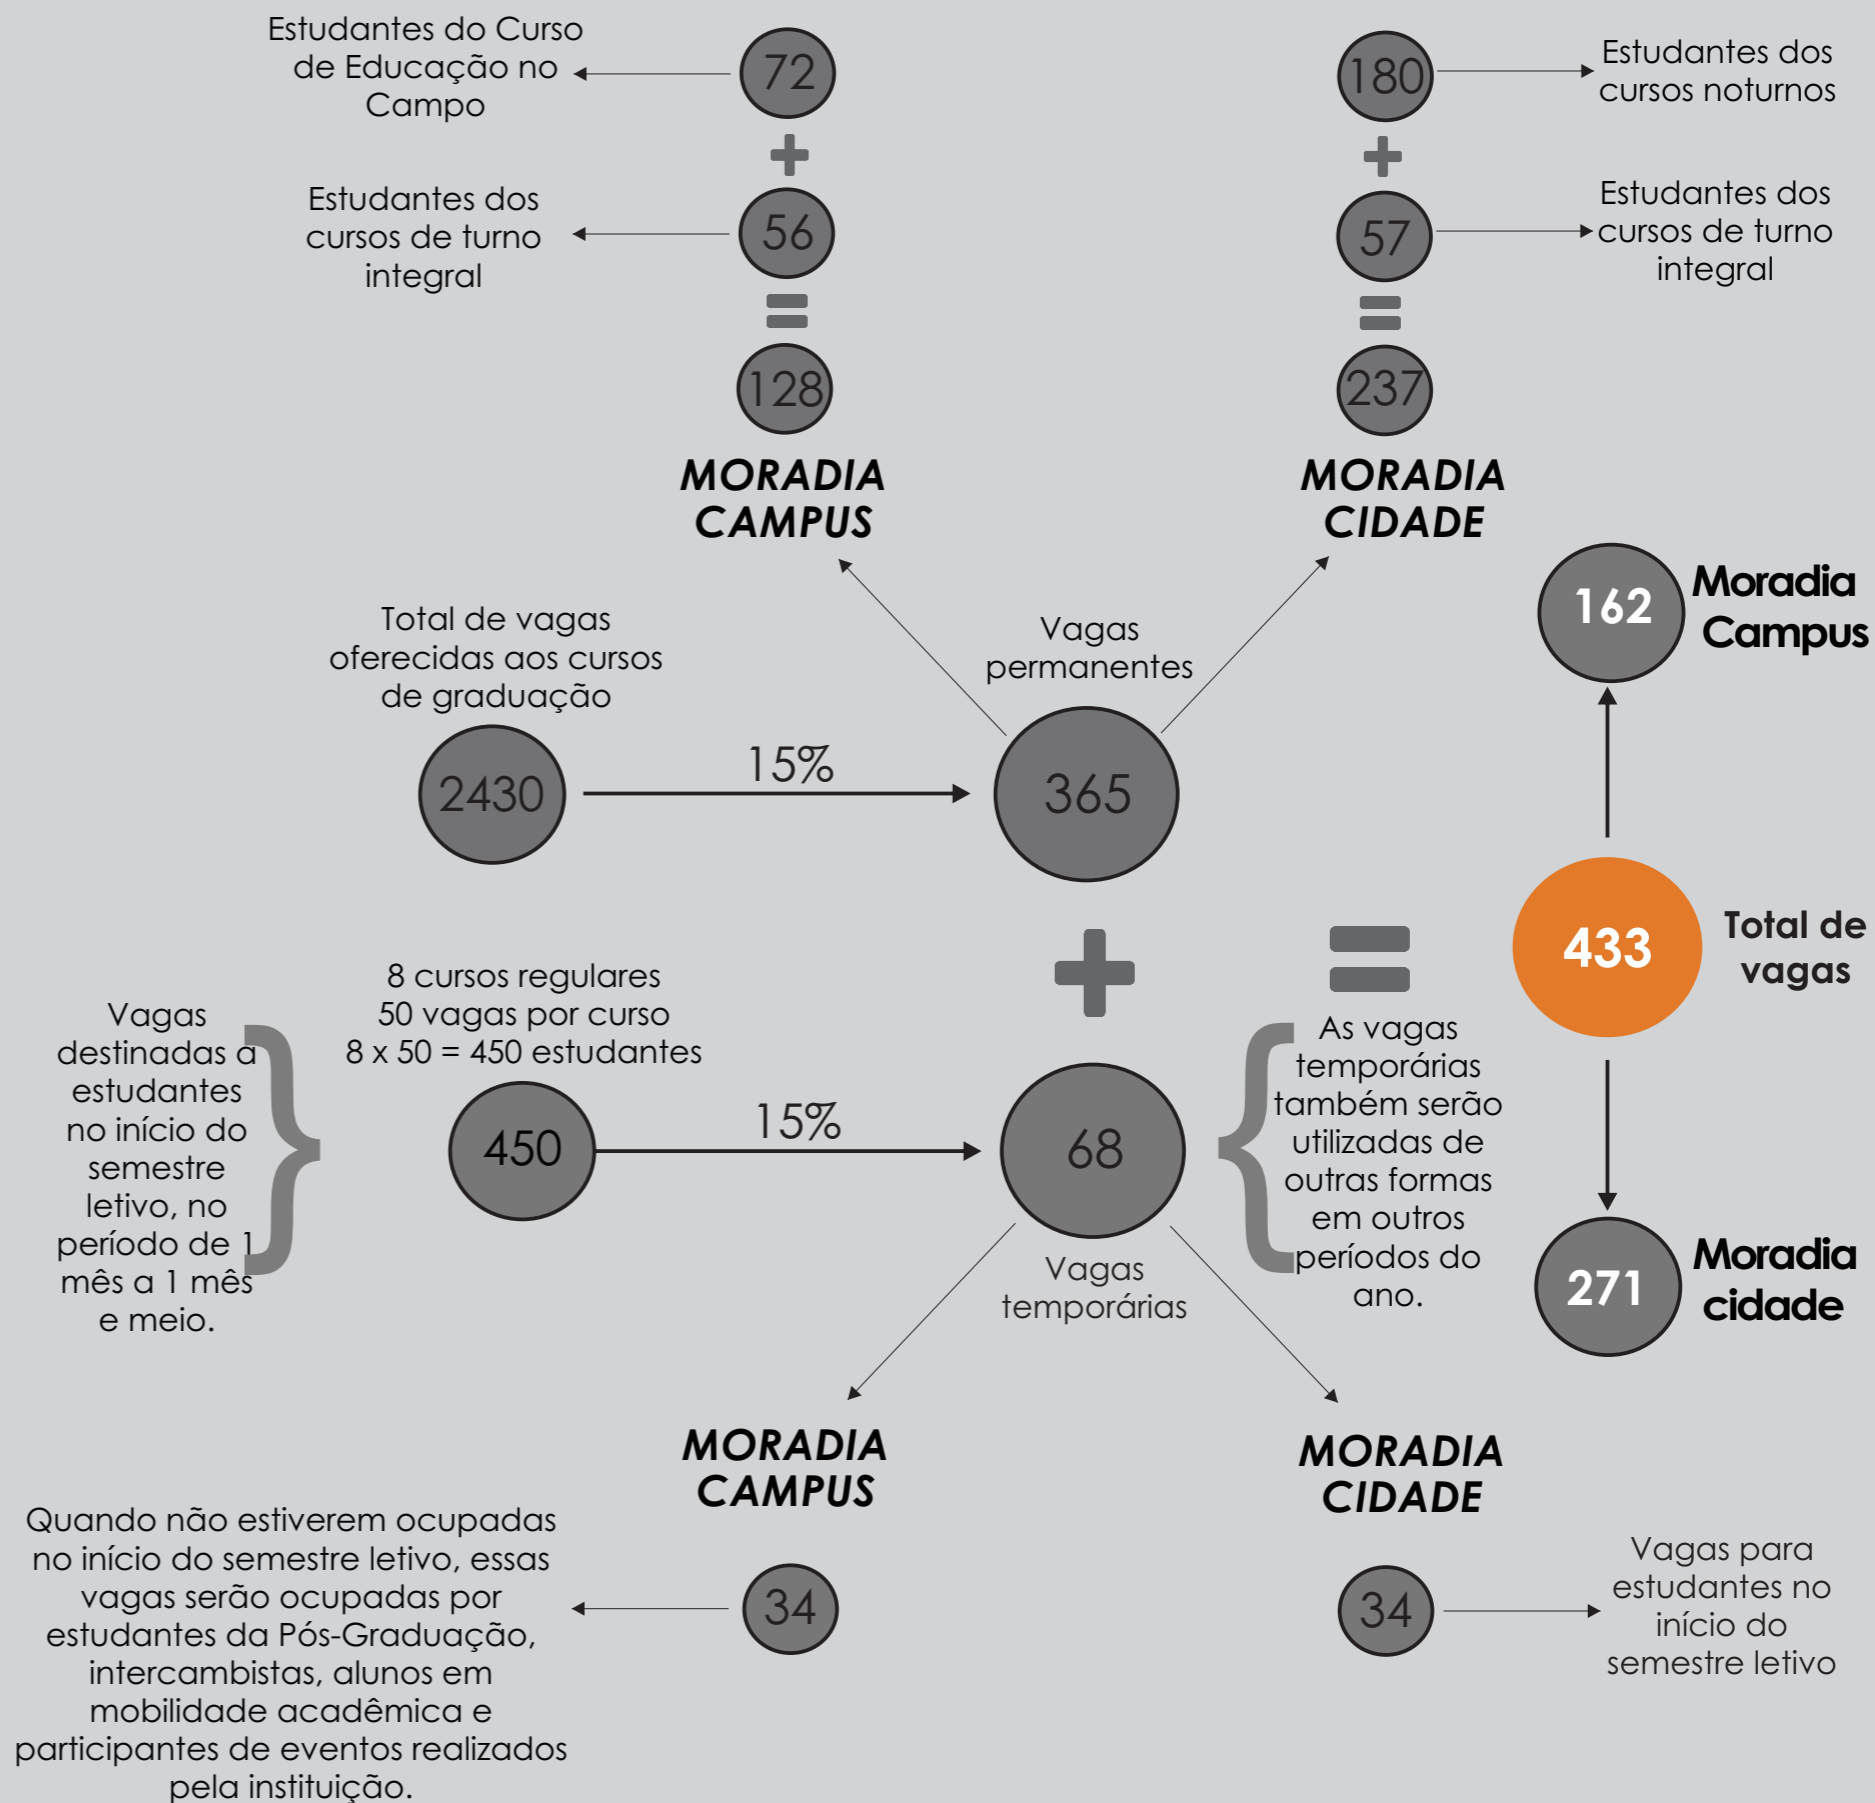 Estudantes do Curso
de Educação no
Campo
72
180
Estudantes dos
cursos noturnos
+
+
Estudantes dos
cursos de turno
integral
56
57
Estudantes dos
cursos de turno
integral
=
=
128
237
MORADIA
CAMPUS
MORADIA
CIDADE
162
Moradia
Campus
Total de vagas
oferecidas aos cursos
de graduação
Vagas
permanentes
2430
15%
365
433
Total de
vagas
+
=
Vagas
destinadas a
estudantes
no início do
semestre
letivo, no
período de 1
mês a 1 mês
e meio.
}
8 cursos regulares
50 vagas por curso
8 x 50 = 450 estudantes
450
15%
68
Vagas
temporárias
{
As vagas
temporárias
também serão
utilizadas de
outras formas
em outros
períodos do
ano.
271
Moradia
cidade
MORADIA
CAMPUS
MORADIA
CIDADE
Quando não estiverem ocupadas
no início do semestre letivo, essas
vagas serão ocupadas por
estudantes da Pós-Graduação,
intercambistas, alunos em
mobilidade acadêmica e
participantes de eventos realizados
pela instituição.
34
34
Vagas para
estudantes no
início do
semestre letivo